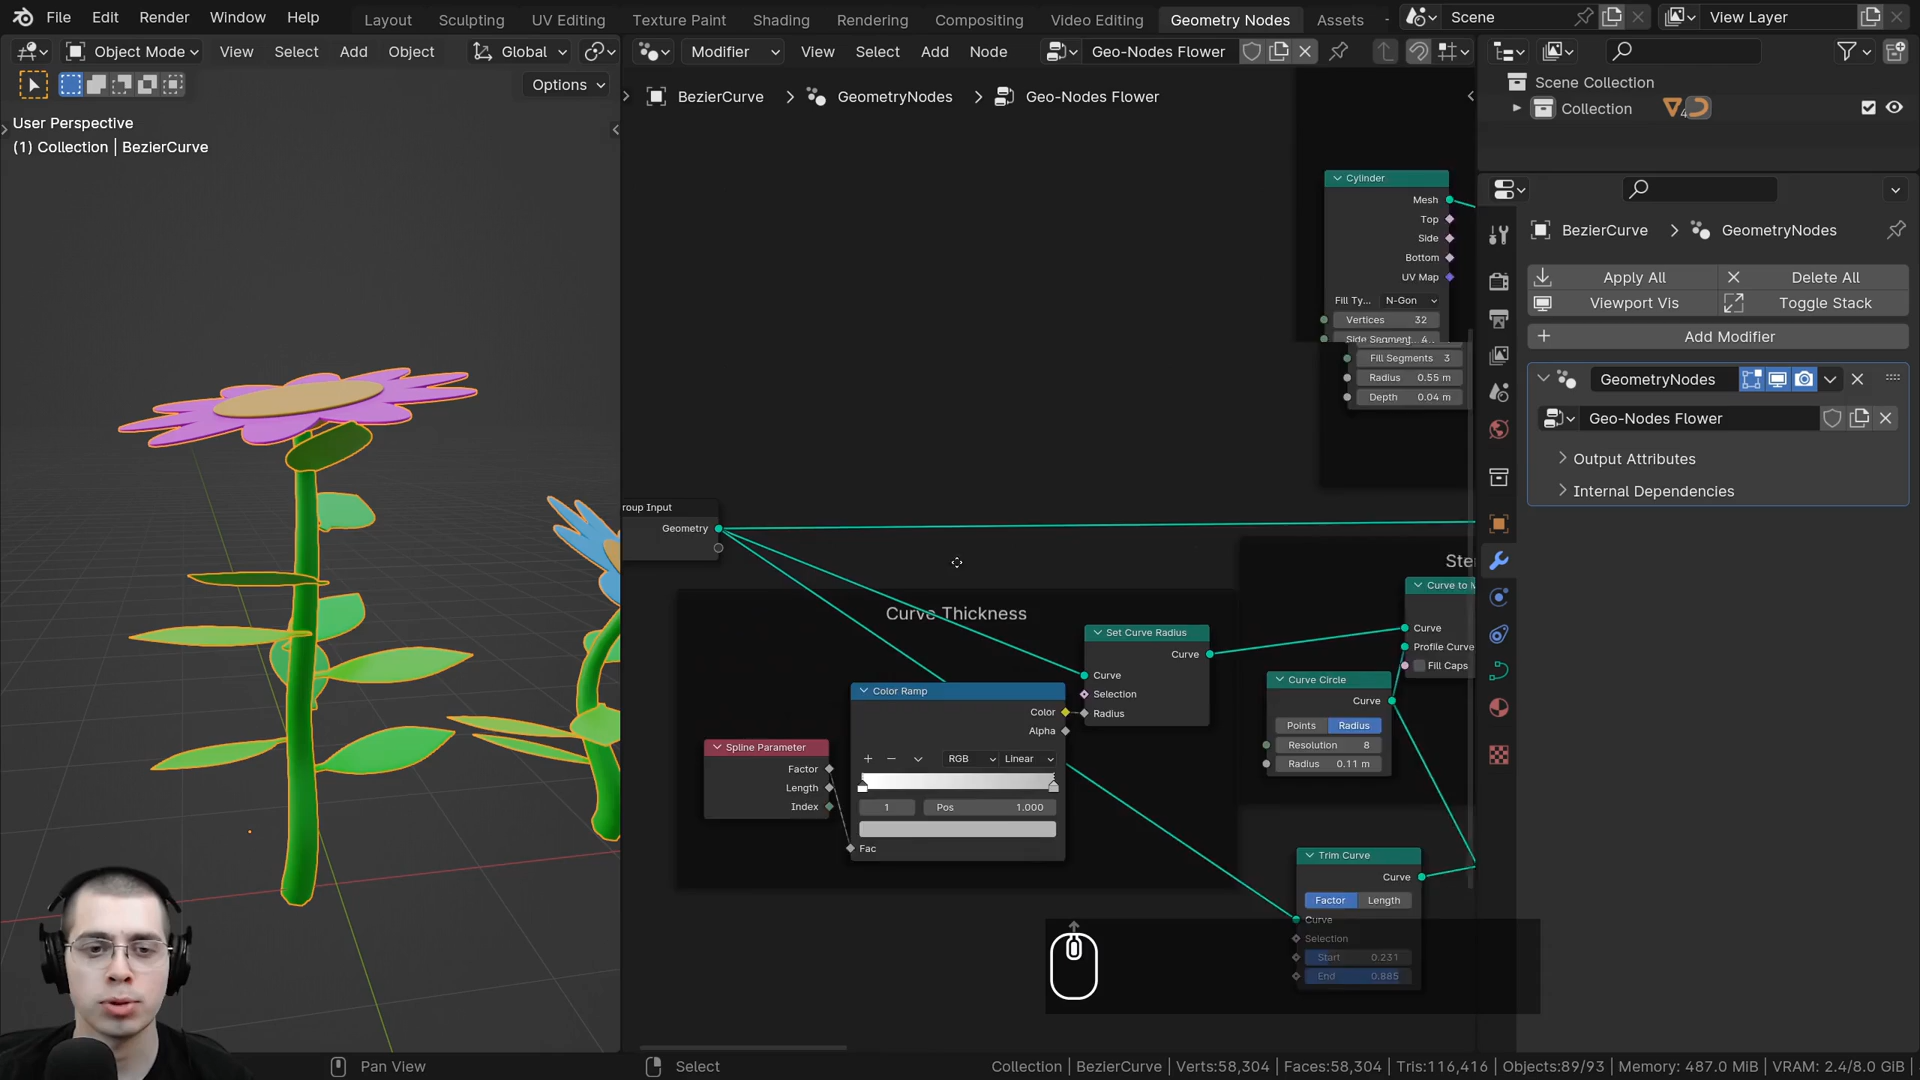 File Edit Render Window Help Layout Sculpting UV Editing Texture Paint Shading Rendering Compositing Video Editing Geometry Nodes Assets Scene View Layer
Object Mode View Select Add Object Global Modifier View Select Add Node Geo-Nodes Flower
Options
BezierCurve > GeometryNodes > Geo-Nodes Flower
User Perspective
(1) Collection | BezierCurve
Scene Collection
Collection 4
BezierCurve > GeometryNodes
Apply All Delete All
Viewport Vis Toggle Stack
Add Modifier
GeometryNodes
Geo-Nodes Flower
Output Attributes
Internal Dependencies
Cylinder
Mesh
Top
Side
Bottom
UV Map
Fill Ty... N-Gon
Vertices 32
Side Segment.. 4..
Fill Segments 3
Radius 0.55 m
Depth 0.04 m
roup Input
Geometry
Curve Thickness
Set Curve Radius
Curve
Curve
Selection
Radius
Color Ramp
Color
Alpha
RGB Linear
1 Pos 1.000
Fac
Spline Parameter
Factor
Length
Index
Ste
Curve to M
Curve
Profile Curve
Fill Caps
Curve Circle
Curve
Points Radius
Resolution 8
Radius 0.11 m
Trim Curve
Curve
Factor Length
Curve
Selection
Start 0.231
End 0.885
Pan View Select Collection | BezierCurve | Verts:58,304 | Faces:58,304 | Tris:116,416 | Objects:89/93 | Memory: 487.0 MiB | VRAM: 2.4/8.0 GiB